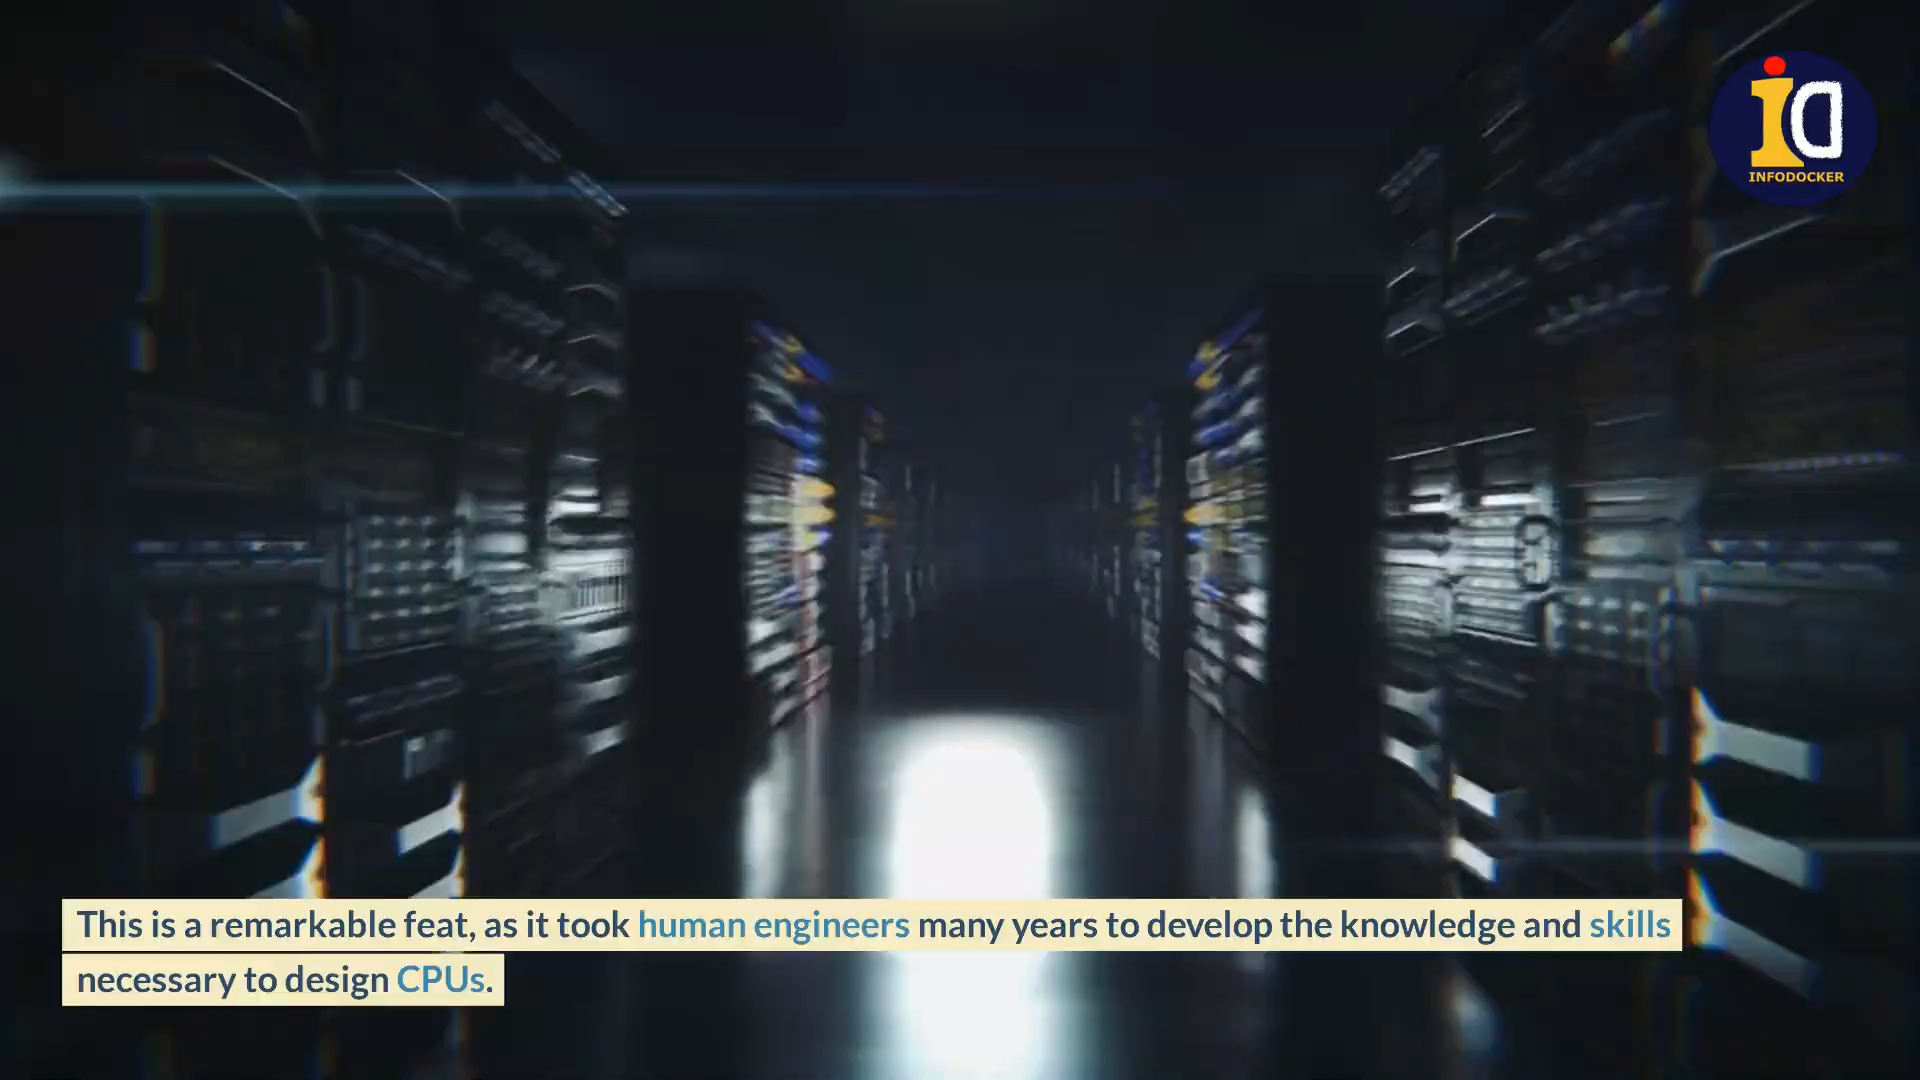 iD
INFODOCKER
This is a remarkable feat, as it took human engineers many years to develop the knowledge and skills
necessary to design CPUs.